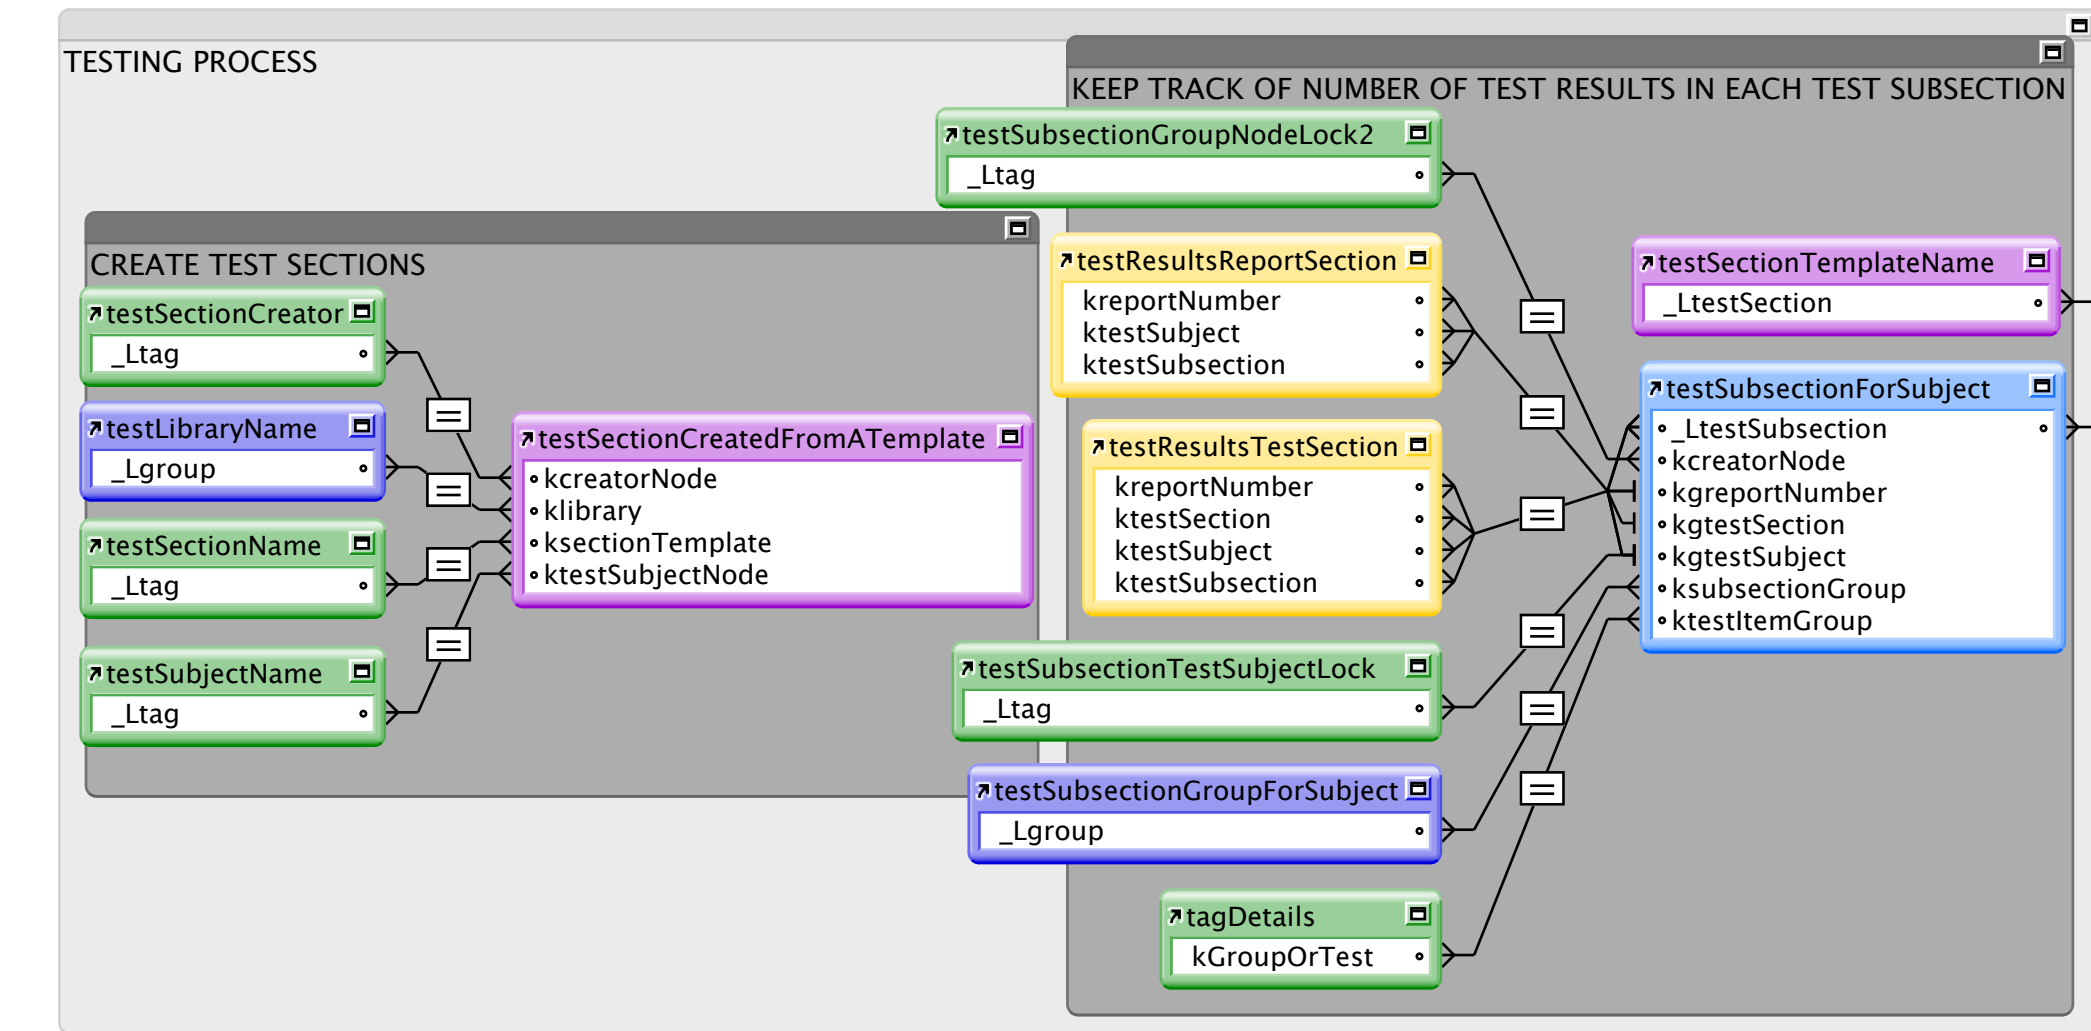 TESTING PROCESS
CREATE TEST SECTIONS
testSectionCreator
_Ltag
testLibraryName
_Lgroup
testSectionName
_Ltag
testSubjectName
_Ltag
testSectionCreatedFromATemplate
kcreatorNode
klibrary
ksectionTemplate
ktestSubjectNode
KEEP TRACK OF NUMBER OF TEST RESULTS IN EACH TEST SUBSECTION
testSubsectionGroupNodeLock2
_Ltag
testResultsReportSection
kreportNumber
ktestSubject
ktestSubsection
testResultsTestSection
kreportNumber
ktestSection
ktestSubject
ktestSubsection
testSubsectionTestSubjectLock
_Ltag
testSubsectionGroupForSubject
_Lgroup
tagDetails
kGroupOrTest
testSectionTemplateName
_LtestSection
testSubsectionForSubject
_LtestSubsection
kcreatorNode
kgreportNumber
kgtestSection
kgtestSubject
ksubsectionGroup
ktestItemGroup